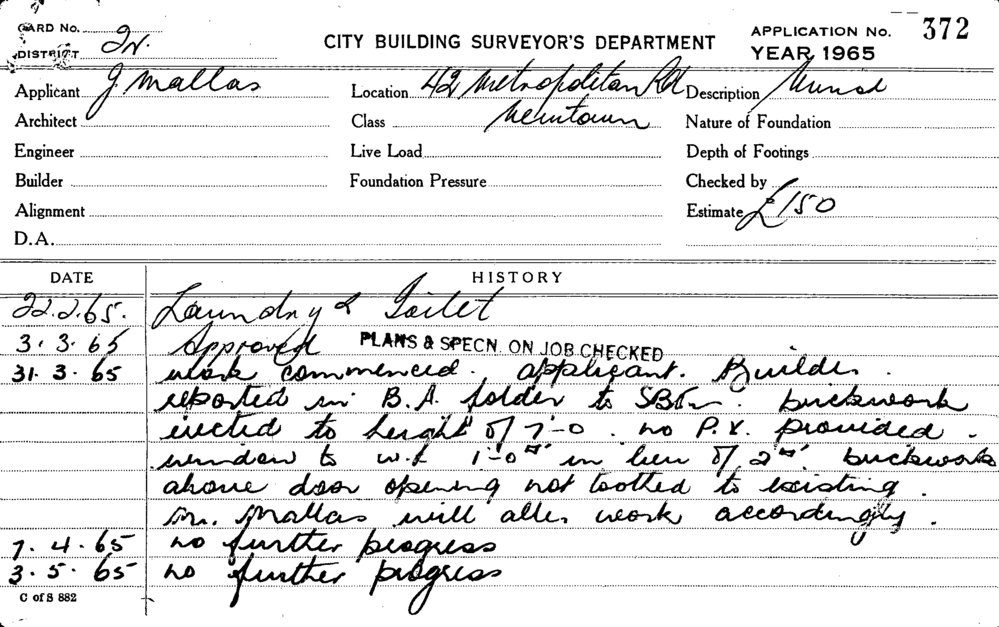 CARD No.
DISTRICT
CITY BUILDING SURVEYOR'S DEPARTMENT
APPLICATION No. 372
YEAR, 1965
Applicant J Mallas
Location 42 Metropolitan Rd
Description
Architect
Class Newtown
Nature of Foundation
Engineer
Live Load
Depth of Footings
Builder
Foundation Pressure
Checked by
Alignment
Estimate £150
D.A.
DATE HISTORY
22.2.65. Laundry & Toilet
3.3.65 Approved PLANS & SPECN. ON JOB CHECKED
31.3.65 work commenced. applicant. Builder.
reported in B.A. folder to brickwork
erected to height of 7-0. no P.V. provided.
window to w.c 1-0" in lieu of 2". brickwork
above door opening not toothed to existing.
Mr. Mallas will alter work accordingly.
7.4.65 no further progress
3.5.65 no further progress
C of S 882